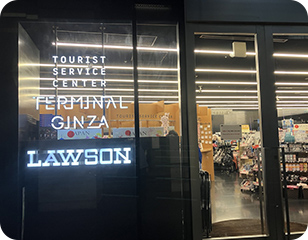 TOURIST
SERVICE
CENTER
TERMINAL
GINZA
LAWSON